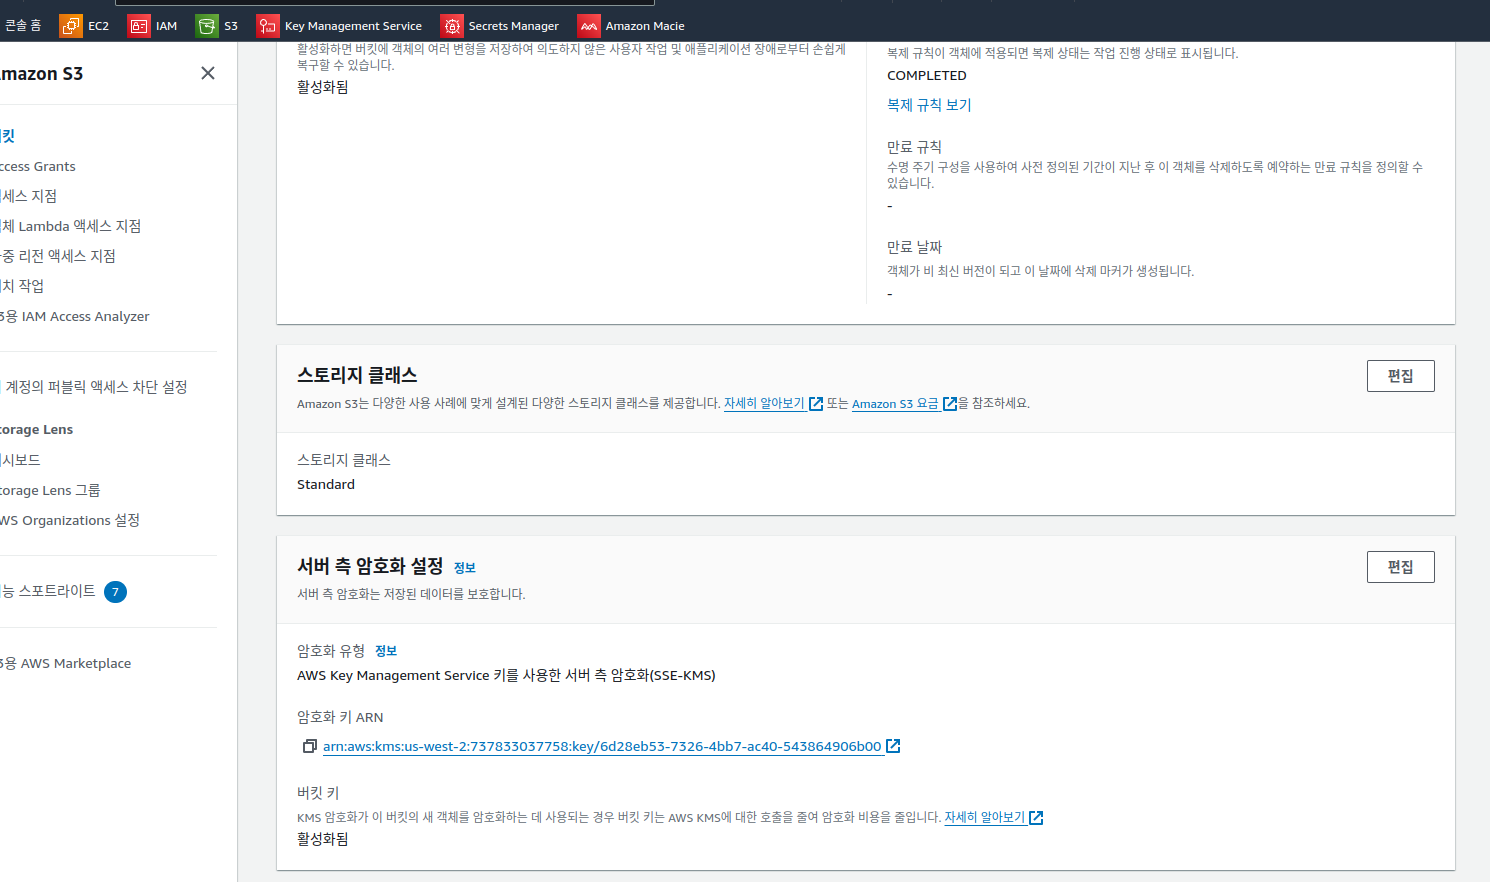 콘솔 홈
EC2
IAM
S3
Key Management Service
Secrets Manager
Amazon Macie
mazon S3
킷
ccess Grants
세스 지점
체 Lambda 액세스 지점
중 리전 액세스 지점
치 작업
3용 IAM Access Analyzer
계정의 퍼블릭 액세스 차단 설정
torage Lens
시보드
torage Lens 그룹
WS Organizations 설정
능 스포트라이트 7
3용 AWS Marketplace
활성화하면 버킷에 객체의 여러 변형을 저장하여 의도하지 않은 사용자 작업 및 애플리케이션 장애로부터 손쉽게
복구할 수 있습니다.
활성화됨
복제 규칙이 객체에 적용되면 복제 상태는 작업 진행 상태로 표시됩니다.
COMPLETED
복제 규칙 보기
만료 규칙
수명 주기 구성을 사용하여 사전 정의된 기간이 지난 후 이 객체를 삭제하도록 예약하는 만료 규칙을 정의할 수
있습니다.
-
만료 날짜
객체가 비 최신 버전이 되고 이 날짜에 삭제 마커가 생성됩니다.
-
스토리지 클래스
편집
Amazon S3는 다양한 사용 사례에 맞게 설계된 다양한 스토리지 클래스를 제공합니다. 자세히 알아보기 또는 Amazon S3 요금 을 참조하세요.
스토리지 클래스
Standard
서버 측 암호화 설정 정보
편집
서버 측 암호화는 저장된 데이터를 보호합니다.
암호화 유형 정보
AWS Key Management Service 키를 사용한 서버 측 암호화(SSE-KMS)
암호화 키 ARN
arn:aws:kms:us-west-2:737833037758:key/6d28eb53-7326-4bb7-ac40-543864906b00
버킷 키
KMS 암호화가 이 버킷의 새 객체를 암호화하는 데 사용되는 경우 버킷 키는 AWS KMS에 대한 호출을 줄여 암호화 비용을 줄입니다. 자세히 알아보기
활성화됨